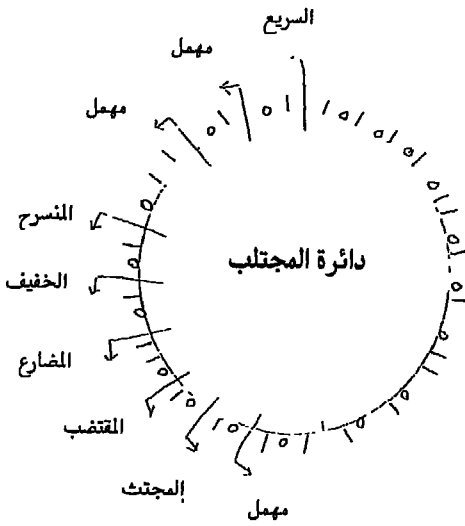 السريع
مهمل
مهمل
المنسرح
الخفيف
المضارع
المقتضب
المجتث
مهمل
دائرة المجتلب